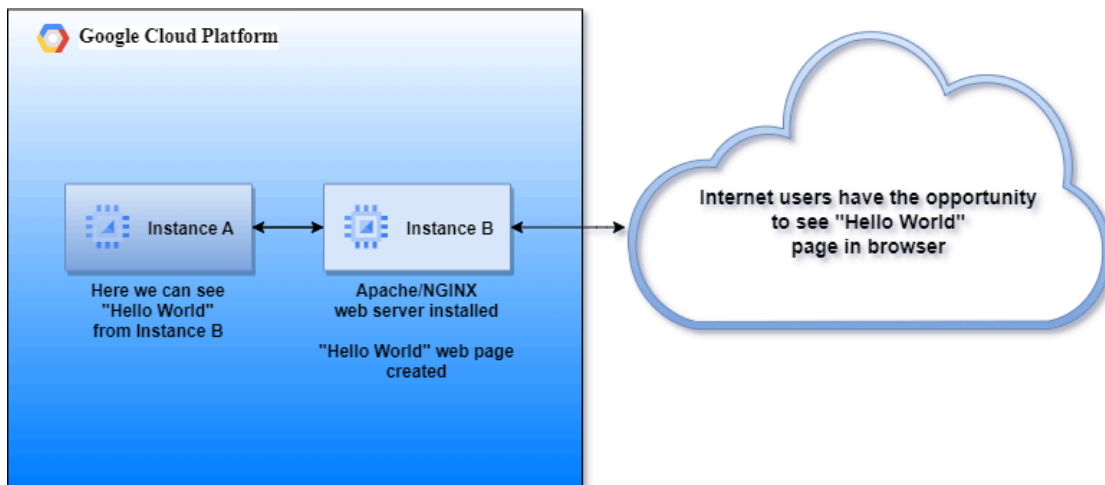 Google Cloud Platform
Instance A
Here we can see
"Hello World"
from Instance B
Instance B
Apache/NGINX
web server installed
"Hello World" web page
created
Internet users have the opportunity
to see "Hello World"
page in browser